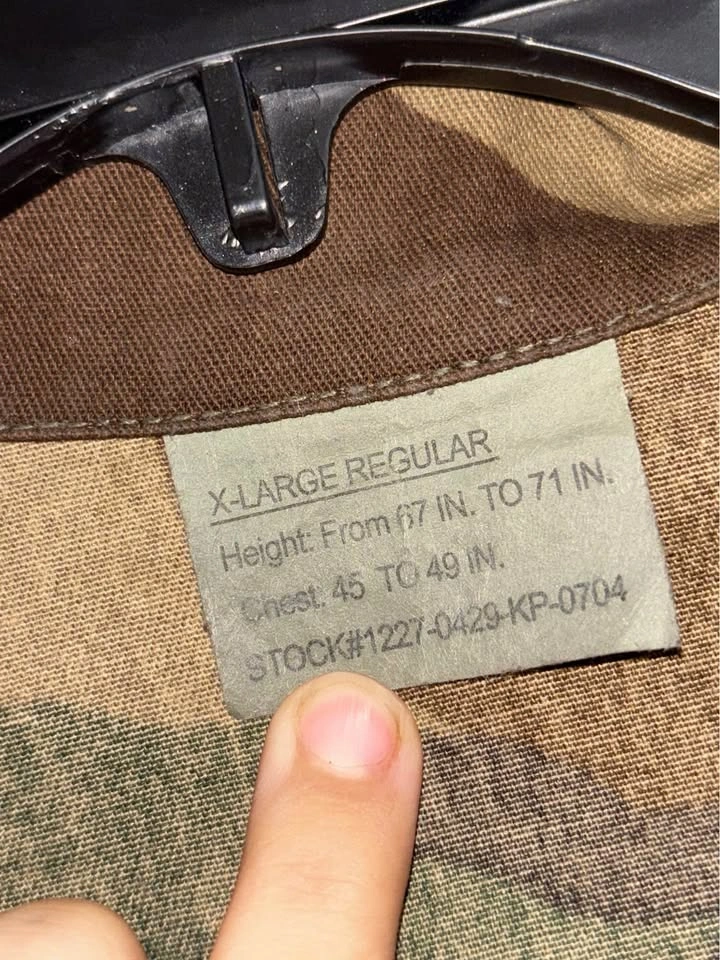 X-LARGE REGULAR
Height: From 67 IN. TO 71 IN.
Chest: 45 TO 49 IN.
STOCK#1227-0429-KP-0704